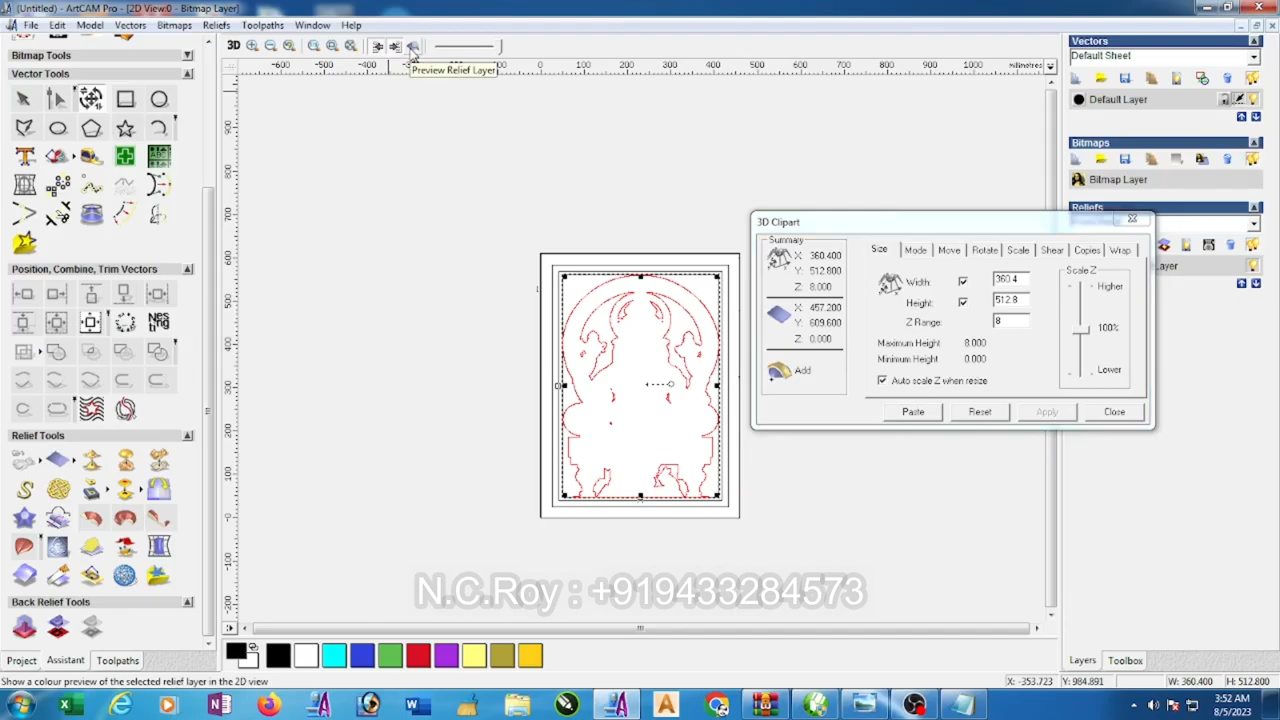 (Untitled) - ArtCAM Pro - [2D View:0 - Bitmap Layer]
File Edit Model Vectors Bitmaps Reliefs Toolpaths Window Help
Bitmap Tools
Vector Tools
Position, Combine, Trim Vectors
Relief Tools
Back Relief Tools
Project Assistant Toolpaths
Show a colour preview of the selected relief layer in the 2D view
3D
Preview Relief Layer
-600 -400 0 100 200 300 400 500 600 700 800 900 1000 millimetres
3D Clipart
Summary
X: 360.400
Y: 512.800
Z: 8.000
X: 457.200
Y: 609.600
Z: 0.000
Add
Size Mode Move Rotate Scale Shear Copies Wrap
Width: 360.4
Height: 512.8
Z Range: 8
Maximum Height 8.000
Minimum Height 0.000
Auto scale Z when resize
Scale Z
Higher
100%
Lower
Paste Reset Apply Close
Vectors
Default Sheet
Default Layer
Bitmaps
Bitmap Layer
Reliefs
Layers Toolbox
N.C.Roy : +919433284573
X: -353.723 Y: 984.891 W: 360.400 H: 512.800
3:52 AM
8/5/2023